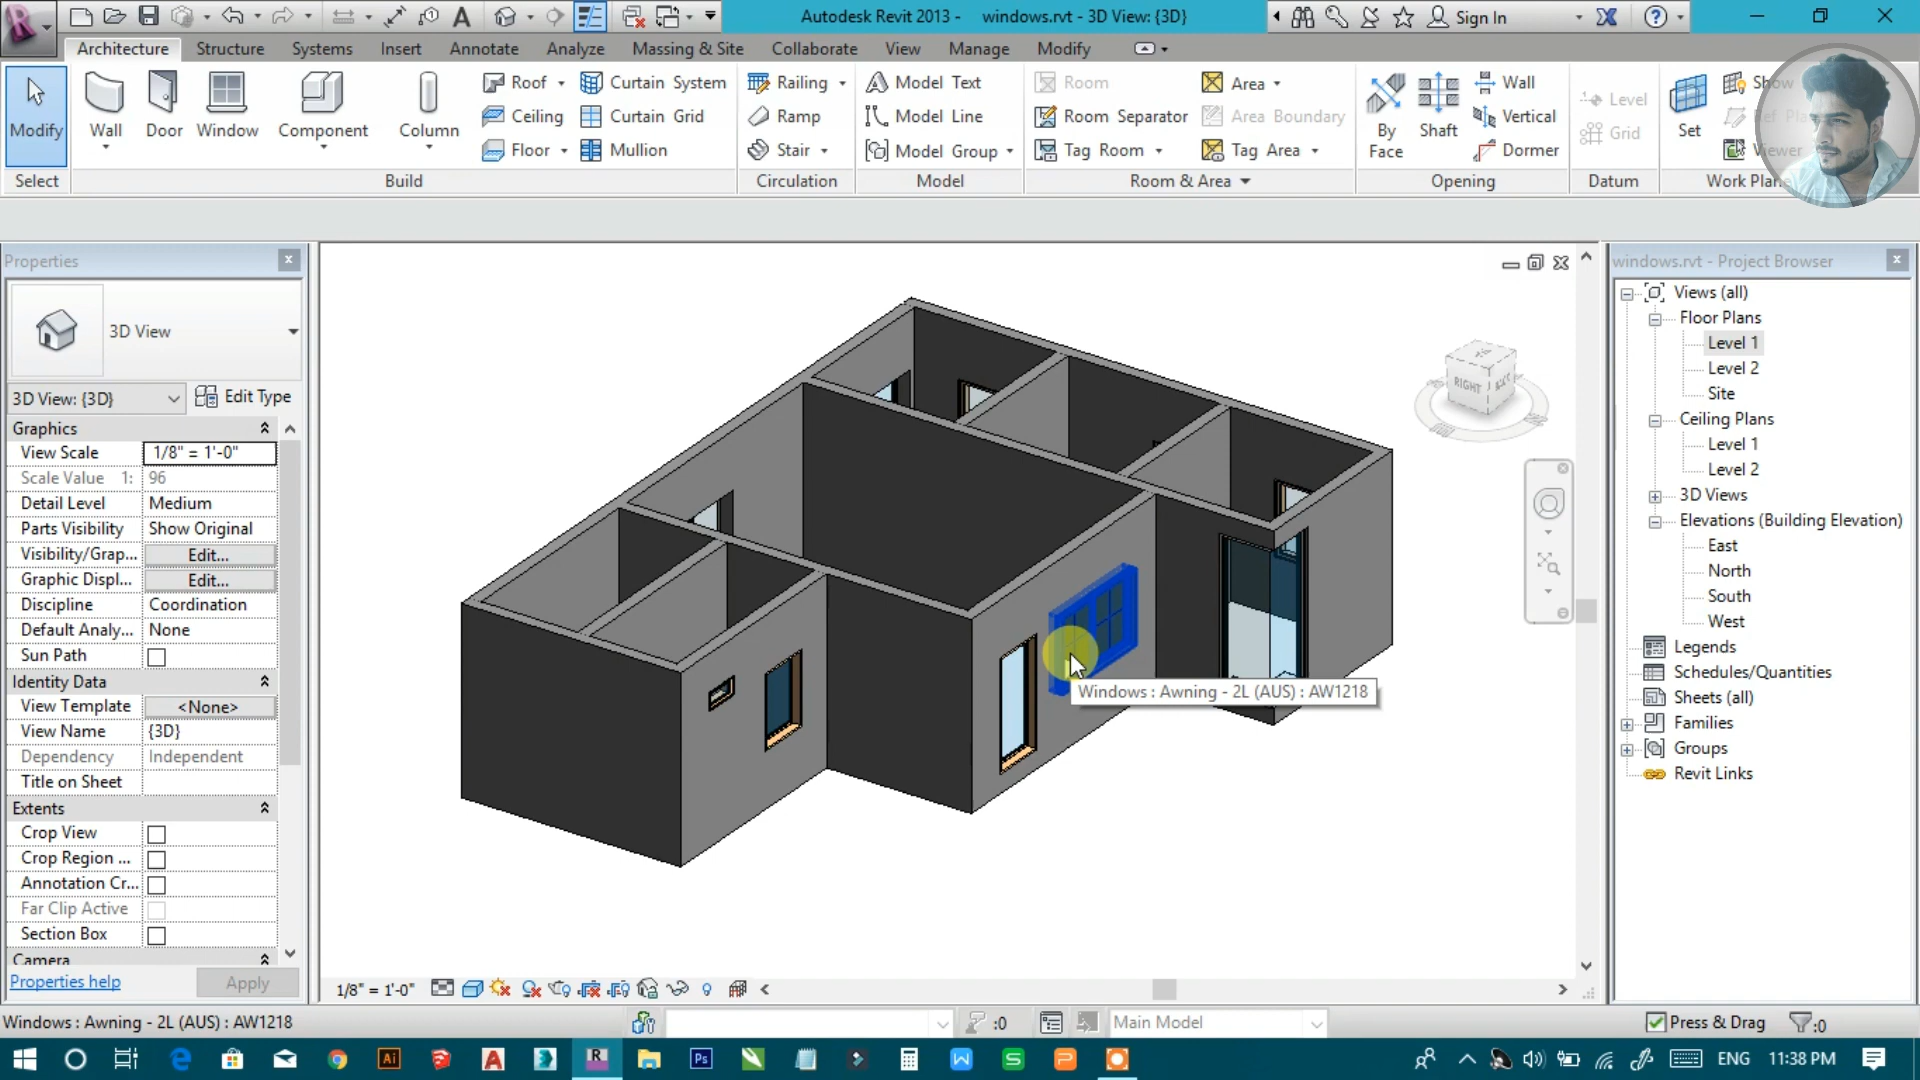 Autodesk Revit 2013 - windows.rvt - 3D View: {3D}
Sign In
Architecture Structure Systems Insert Annotate Analyze Massing & Site Collaborate View Manage Modify
Modify
Wall
Door
Window
Component
Column
Roof
Ceiling
Floor
Curtain System
Curtain Grid
Mullion
Railing
Ramp
Stair
Model Text
Model Line
Model Group
Room
Room Separator
Tag Room
Area
Area Boundary
Tag Area
By Face
Shaft
Wall
Vertical
Dormer
Level
Grid
Set
Show
Viewer
Select Build Circulation Model Room & Area Opening Datum Work Plane
Properties
3D View
3D View: {3D} Edit Type
Graphics
View Scale 1/8" = 1'-0"
Scale Value 1: 96
Detail Level Medium
Parts Visibility Show Original
Visibility/Grap... Edit...
Graphic Displ... Edit...
Discipline Coordination
Default Analy... None
Sun Path
Identity Data
View Template <None>
View Name {3D}
Dependency Independent
Title on Sheet
Extents
Crop View
Crop Region ...
Annotation Cr...
Far Clip Active
Section Box
Camera
Properties help Apply
RIGHT
Windows : Awning - 2L (AUS) : AW1218
1/8" = 1'-0"
windows.rvt - Project Browser
Views (all)
Floor Plans
Level 1
Level 2
Site
Ceiling Plans
Level 1
Level 2
3D Views
Elevations (Building Elevation)
East
North
South
West
Legends
Schedules/Quantities
Sheets (all)
Families
Groups
Revit Links
Windows : Awning - 2L (AUS) : AW1218 :0 Main Model Press & Drag :0
ENG 11:38 PM